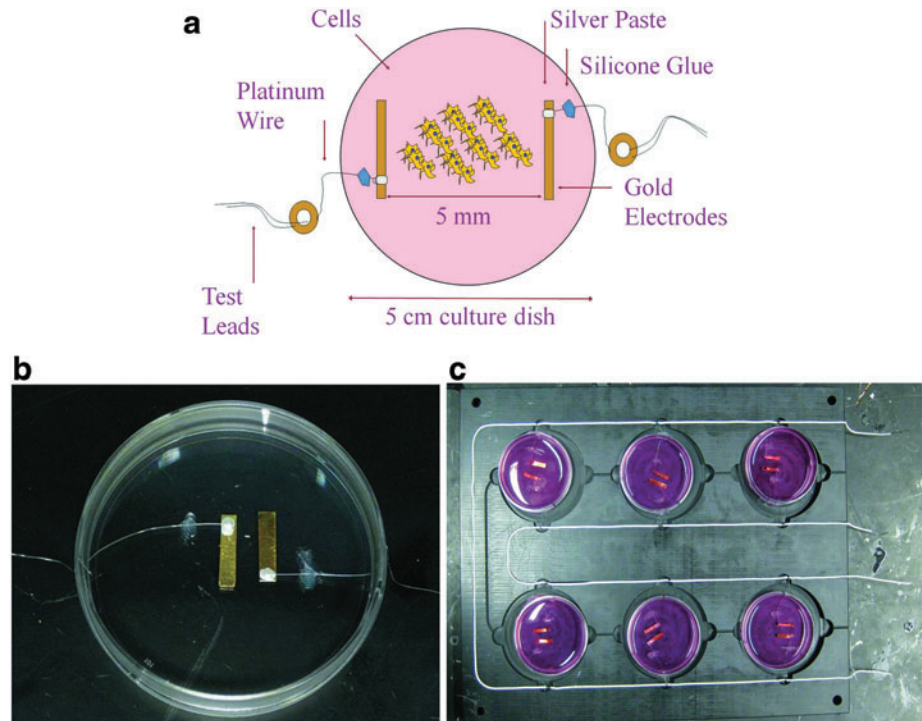 a
Cells
Silver Paste
Silicone Glue
Platinum
Wire
5 mm
Gold
Electrodes
Test
Leads
5 cm culture dish
b
c